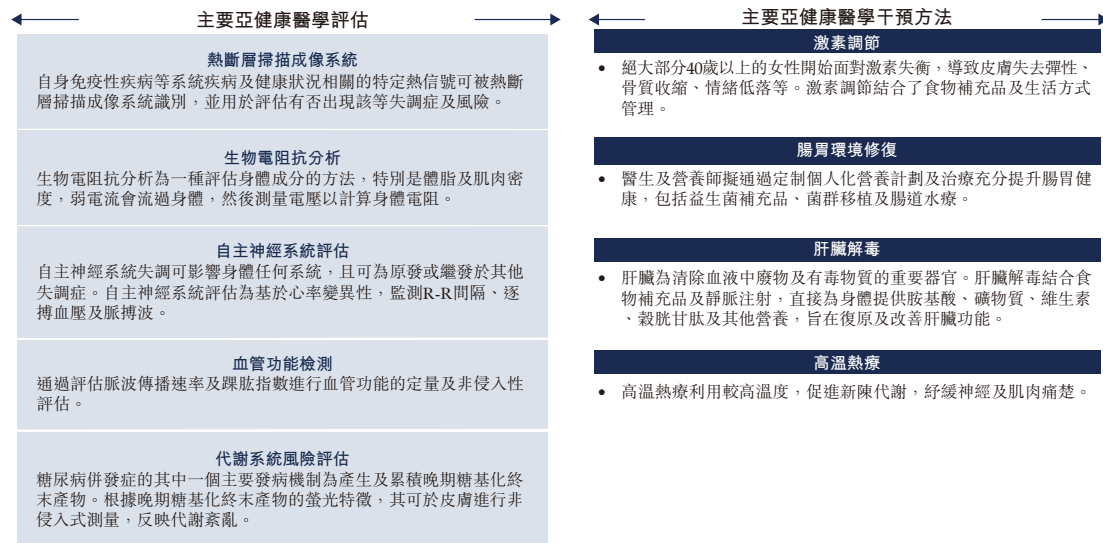 主要亞健康醫學評估
熱斷層掃描成像系統
自身免疫性疾病等系統疾病及健康狀況相關的特定熱信號可被熱斷
層掃描成像系統識別，並用於評估有否出現該等失調症及風險。
生物電阻抗分析
生物電阻抗分析為一種評估身體成分的方法，特別是體脂及肌肉密
度，弱電流會流過身體，然後測量電壓以計算身體電阻。
自主神經系統評估
自主神經系統失調可影響身體任何系統，且可為原發或繼發於其他
失調症。自主神經系統評估為基於心率變異性，監測R-R間隔、逐
搏血壓及脈搏波。
血管功能檢測
通過評估脈波傳播速率及踝肱指數進行血管功能的定量及非侵入性
評估。
代謝系統風險評估
糖尿病併發症的其中一個主要發病機制為產生及累積晚期糖基化終
末產物。根據晚期糖基化終末產物的螢光特徵，其可於皮膚進行非
侵入式測量，反映代謝紊亂。
主要亞健康醫學干預方法
激素調節
• 絕大部分40歲以上的女性開始面對激素失衡，導致皮膚失去彈性、
骨質收縮、情緒低落等。激素調節結合了食物補充品及生活方式
管理。
腸胃環境修復
• 醫生及營養師擬通過定制個人化營養計劃及治療充分提升腸胃健
康，包括益生菌補充品、菌群移植及腸道水療。
肝臟解毒
• 肝臟為清除血液中廢物及有毒物質的重要器官。肝臟解毒結合食
物補充品及靜脈注射，直接為身體提供胺基酸、礦物質、維生素
、穀胱甘肽及其他營養，旨在復原及改善肝臟功能。
高溫熱療
• 高溫熱療利用較高溫度，促進新陳代謝，紓緩神經及肌肉痛楚。